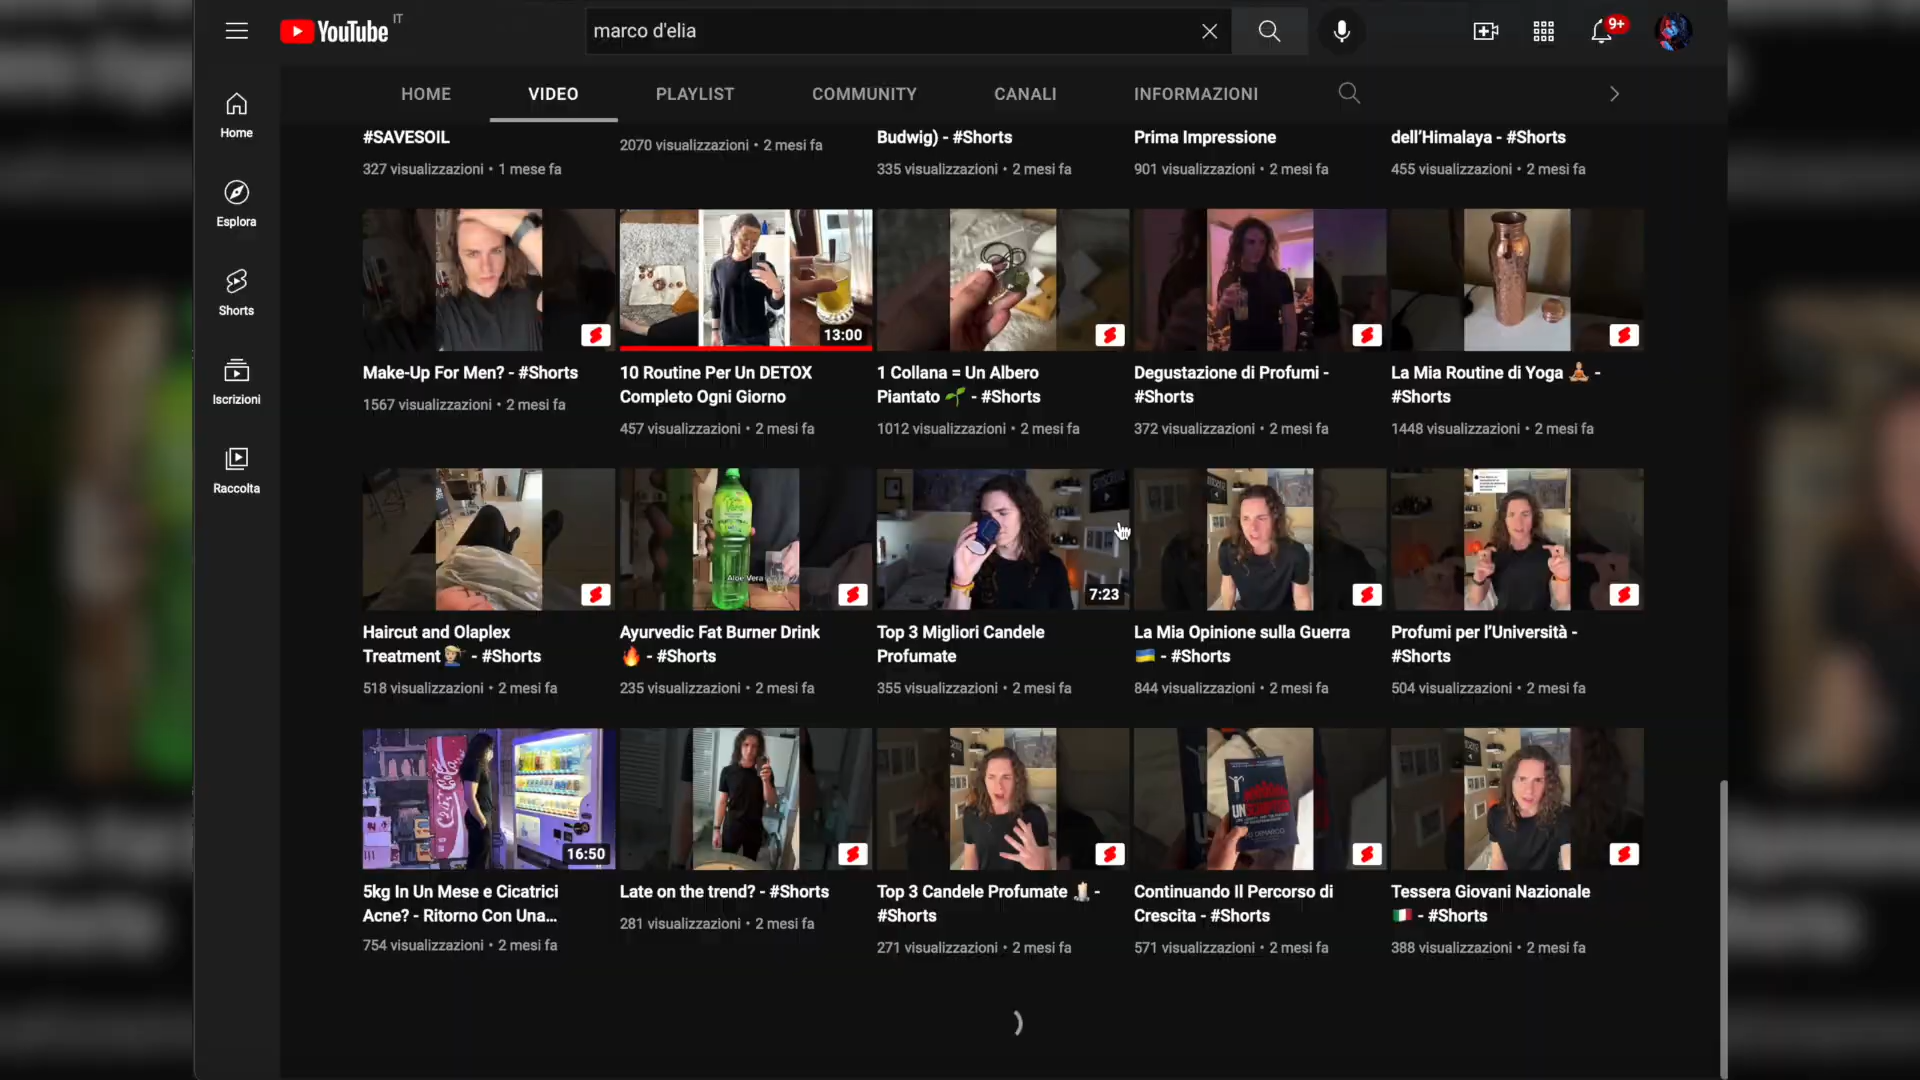 YouTube IT
marco d'elia
9+
HOME
VIDEO
PLAYLIST
COMMUNITY
CANALI
INFORMAZIONI
Home
Esplora
Shorts
Iscrizioni
Raccolta
#SAVESOIL
327 visualizzazioni • 1 mese fa
2070 visualizzazioni • 2 mesi fa
Budwig) - #Shorts
335 visualizzazioni • 2 mesi fa
Prima Impressione
901 visualizzazioni • 2 mesi fa
dell'Himalaya - #Shorts
455 visualizzazioni • 2 mesi fa
Make-Up For Men? - #Shorts
1567 visualizzazioni • 2 mesi fa
13:00
10 Routine Per Un DETOX
Completo Ogni Giorno
457 visualizzazioni • 2 mesi fa
1 Collana = Un Albero
Piantato 🌱 - #Shorts
1012 visualizzazioni • 2 mesi fa
Degustazione di Profumi -
#Shorts
372 visualizzazioni • 2 mesi fa
La Mia Routine di Yoga 🧘🏼 -
#Shorts
1448 visualizzazioni • 2 mesi fa
Haircut and Olaplex
Treatment 💇🏼 - #Shorts
518 visualizzazioni • 2 mesi fa
Vera
Aloe Vera
Ayurvedic Fat Burner Drink
🔥 - #Shorts
235 visualizzazioni • 2 mesi fa
7:23
Top 3 Migliori Candele
Profumate
355 visualizzazioni • 2 mesi fa
La Mia Opinione sulla Guerra
🇺🇦 - #Shorts
844 visualizzazioni • 2 mesi fa
Profumi per l'Università -
#Shorts
504 visualizzazioni • 2 mesi fa
Coca-Cola
16:50
5kg In Un Mese e Cicatrici
Acne? - Ritorno Con Una...
754 visualizzazioni • 2 mesi fa
Late on the trend? - #Shorts
281 visualizzazioni • 2 mesi fa
Top 3 Candele Profumate 🕯️ -
#Shorts
271 visualizzazioni • 2 mesi fa
Continuando Il Percorso di
Crescita - #Shorts
571 visualizzazioni • 2 mesi fa
Tessera Giovani Nazionale
🇮🇹 - #Shorts
388 visualizzazioni • 2 mesi fa